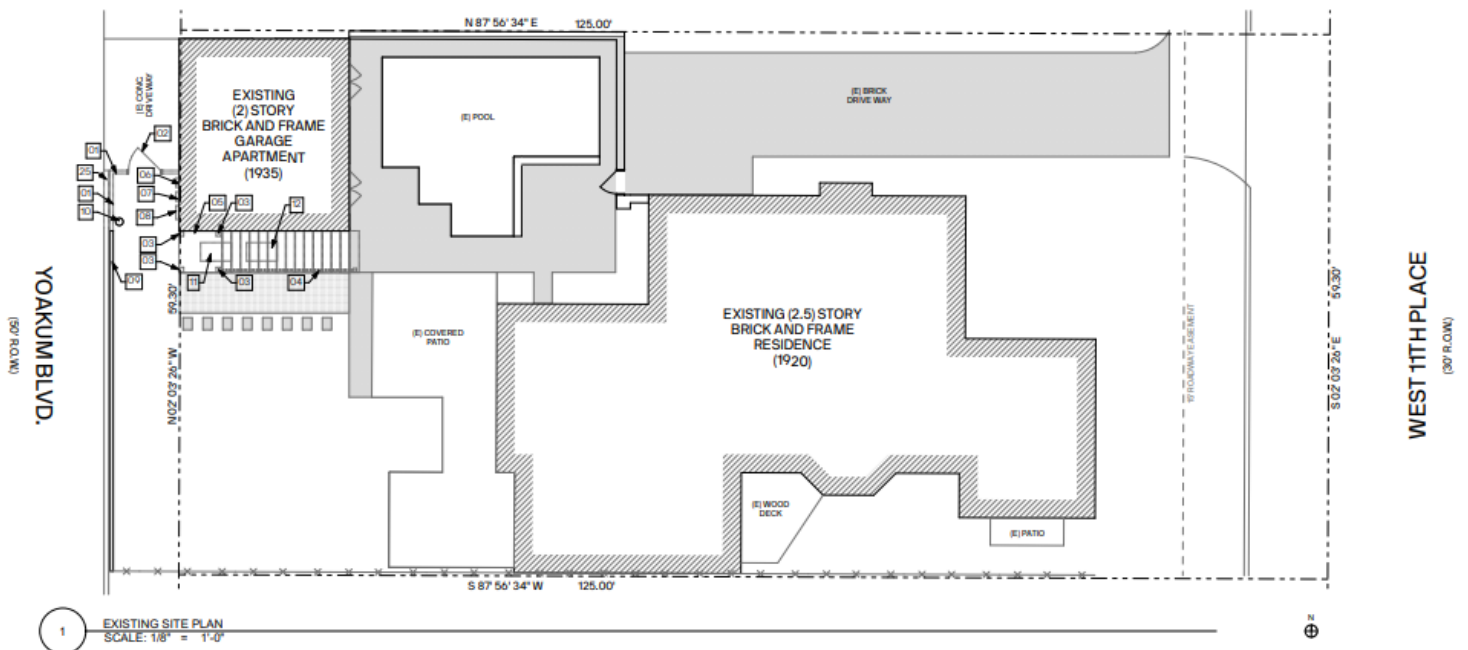 N 87° 56' 34" E 125.00'
(E) CONC
DRIVEWAY
EXISTING
(2) STORY
BRICK AND FRAME
GARAGE
APARTMENT
(1935)
(E) POOL
(E) BRICK
DRIVE WAY
02
01
25
01
10
06
07
08
05
03
12
03
03
09
11
03
04
YOAKUM BLVD.
(50' R.O.W.)
N 02° 03' 26" W 59.30'
(E) COVERED
PATIO
EXISTING (2.5) STORY
BRICK AND FRAME
RESIDENCE
(1920)
15' ROADWAY EASEMENT
S 02° 03' 26" E 59.30'
WEST 11TH PLACE
(30' R.O.W.)
(E) WOOD
DECK
(E) PATIO
S 87° 56' 34" W 125.00'
1
EXISTING SITE PLAN
SCALE: 1/8" = 1'-0"
N